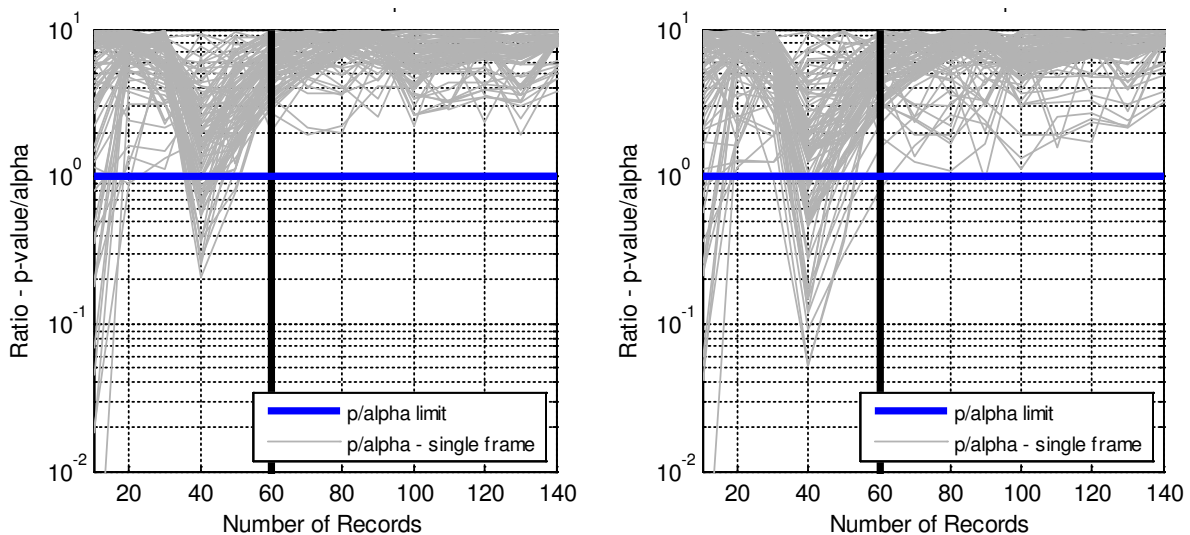 10^1
10^0
10^-1
10^-2
Ratio - p-value/alpha
p/alpha limit
p/alpha - single frame
20 40 60 80 100 120 140
Number of Records
10^1
10^0
10^-1
10^-2
Ratio - p-value/alpha
p/alpha limit
p/alpha - single frame
20 40 60 80 100 120 140
Number of Records